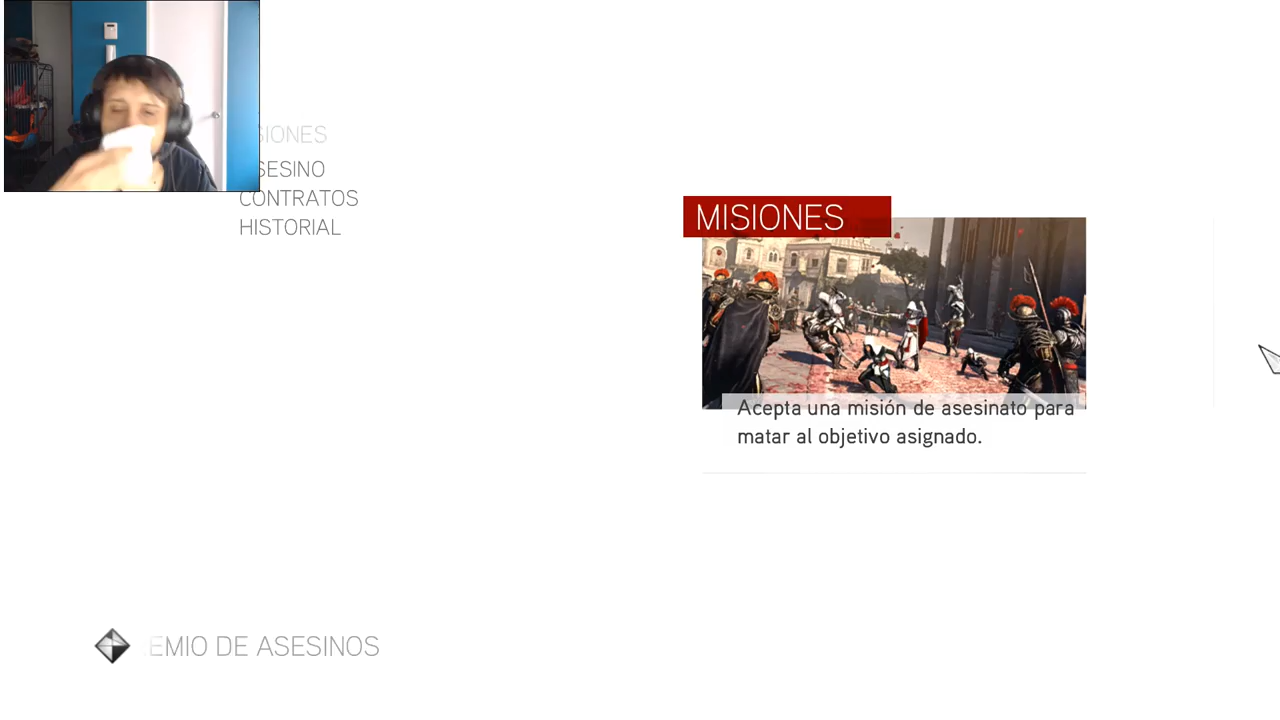 SIONES
SESINO
CONTRATOS
HISTORIAL
MISIONES
Acepta una misión de asesinato para
matar al objetivo asignado.
EMIO DE ASESINOS